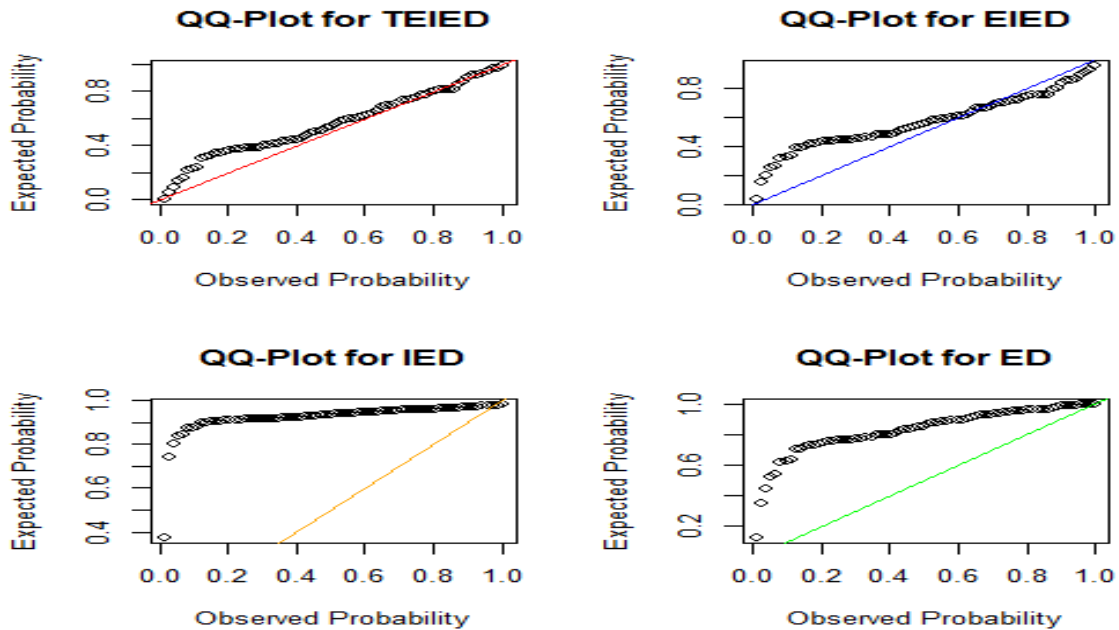 QQ-Plot for TEIED
Expected Probability
0.0 0.4 0.8
0.0 0.2 0.4 0.6 0.8 1.0
Observed Probability
QQ-Plot for EIED
Expected Probability
0.0 0.4 0.8
0.0 0.2 0.4 0.6 0.8 1.0
Observed Probability
QQ-Plot for IED
Expected Probability
0.4 0.6 0.8 1.0
0.0 0.2 0.4 0.6 0.8 1.0
Observed Probability
QQ-Plot for ED
Expected Probability
0.2 0.6 1.0
0.0 0.2 0.4 0.6 0.8 1.0
Observed Probability